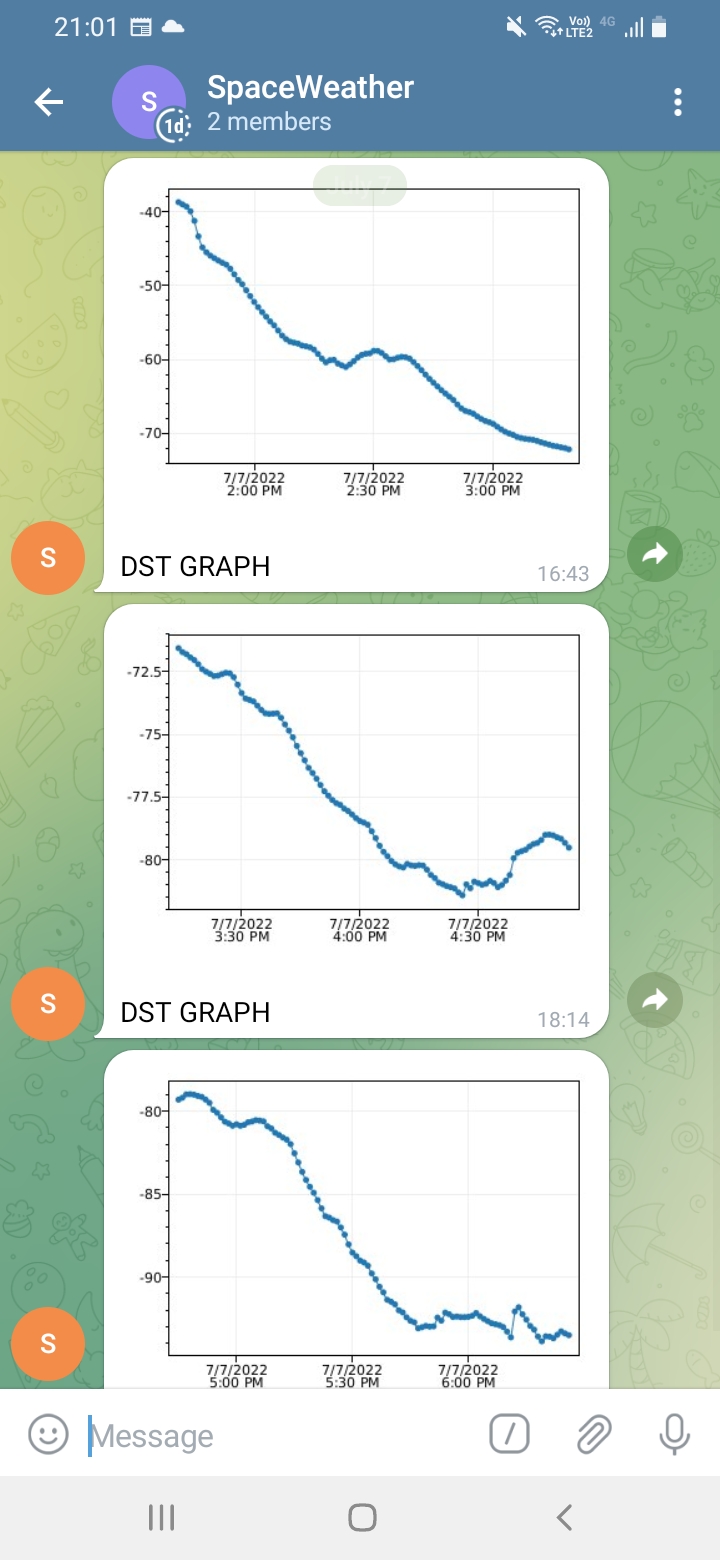 21:01 Vo)) LTE2 4G
S 1d SpaceWeather
2 members
July 7
-40
-50
-60
-70
7/7/2022 7/7/2022 7/7/2022
2:00 PM 2:30 PM 3:00 PM
S
DST GRAPH 16:43
-72.5
-75
-77.5
-80
7/7/2022 7/7/2022 7/7/2022
3:30 PM 4:00 PM 4:30 PM
S
DST GRAPH 18:14
-80
-85
-90
S
7/7/2022 7/7/2022 7/7/2022
5:00 PM 5:30 PM 6:00 PM
Message